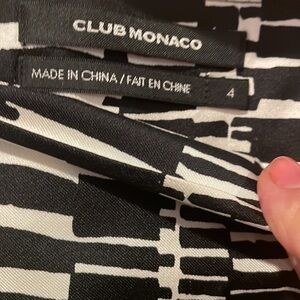 CLUB MONACO
MADE IN CHINA / FAIT EN CHINE
4